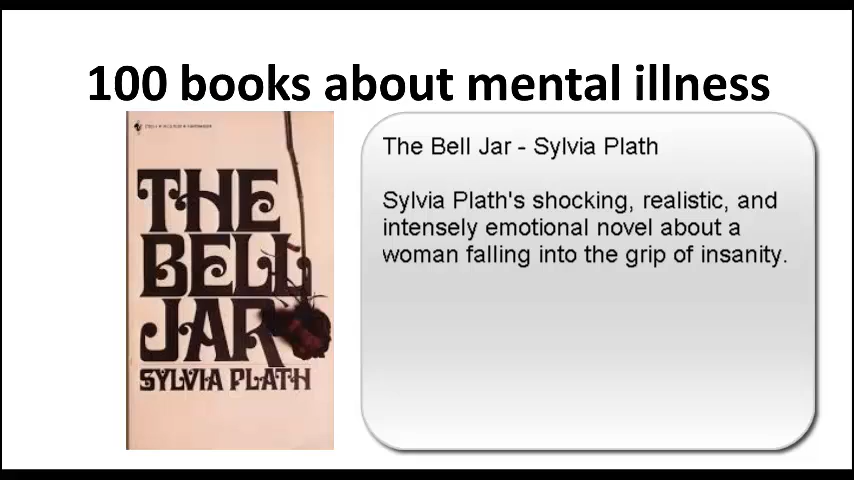 100 books about mental illness
THE
BELL
JAR
SYLVIA PLATH
The Bell Jar - Sylvia Plath
Sylvia Plath's shocking, realistic, and
intensely emotional novel about a
woman falling into the grip of insanity.